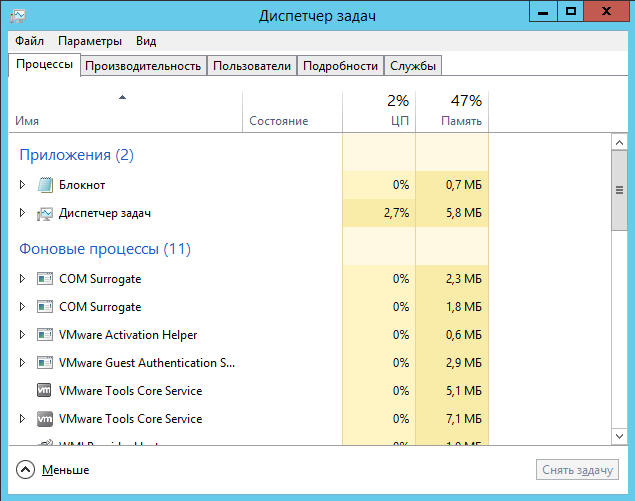 Диспетчер задач
Файл Параметры Вид
Процессы Производительность Пользователи Подробности Службы
2% 47%
Имя Состояние ЦП Память
Приложения (2)
Блокнот 0% 0,7 МБ
Диспетчер задач 2,7% 5,8 МБ
Фоновые процессы (11)
COM Surrogate 0% 2,3 МБ
COM Surrogate 0% 1,8 МБ
VMware Activation Helper 0% 0,6 МБ
VMware Guest Authentication S... 0% 2,9 МБ
vm VMware Tools Core Service 0% 5,1 МБ
vm VMware Tools Core Service 0% 7,1 МБ
Меньше Снять задачу